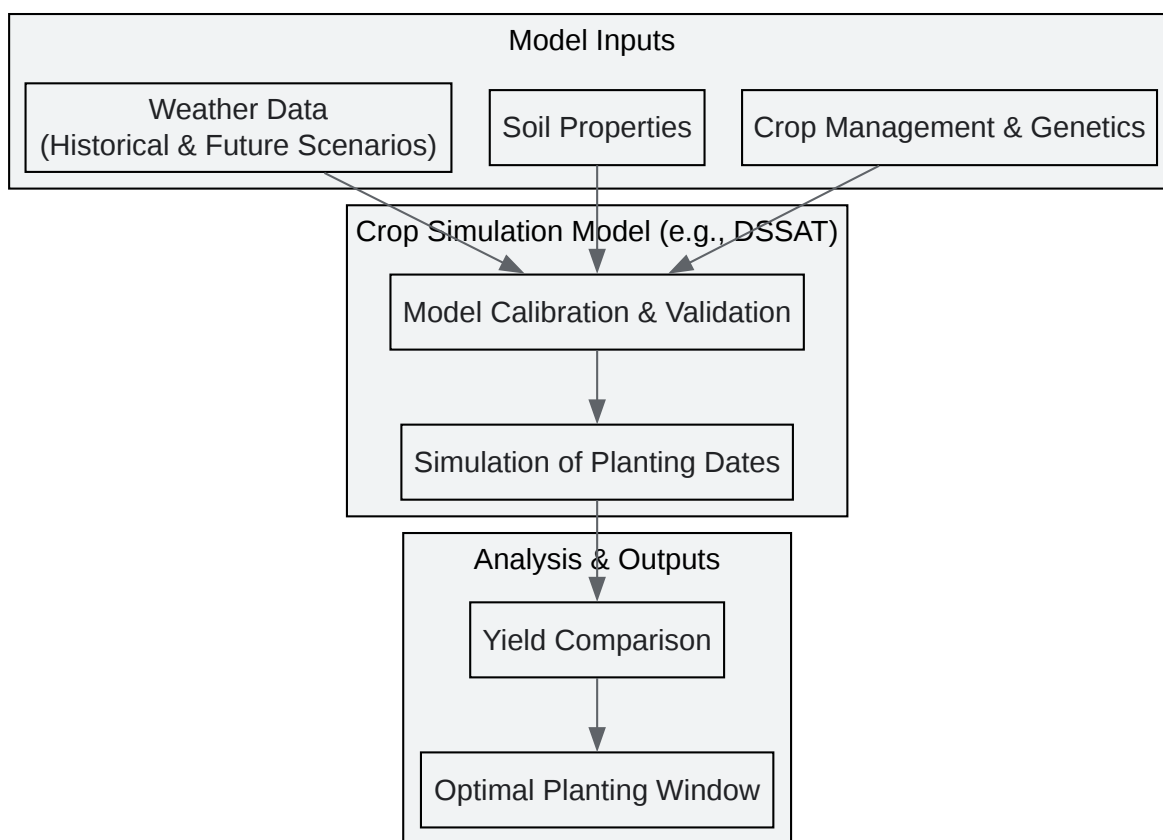 Model Inputs
Weather Data
(Historical & Future Scenarios)
Soil Properties
Crop Management & Genetics
Crop Simulation Model (e.g., DSSAT)
Model Calibration & Validation
Simulation of Planting Dates
Analysis & Outputs
Yield Comparison
Optimal Planting Window